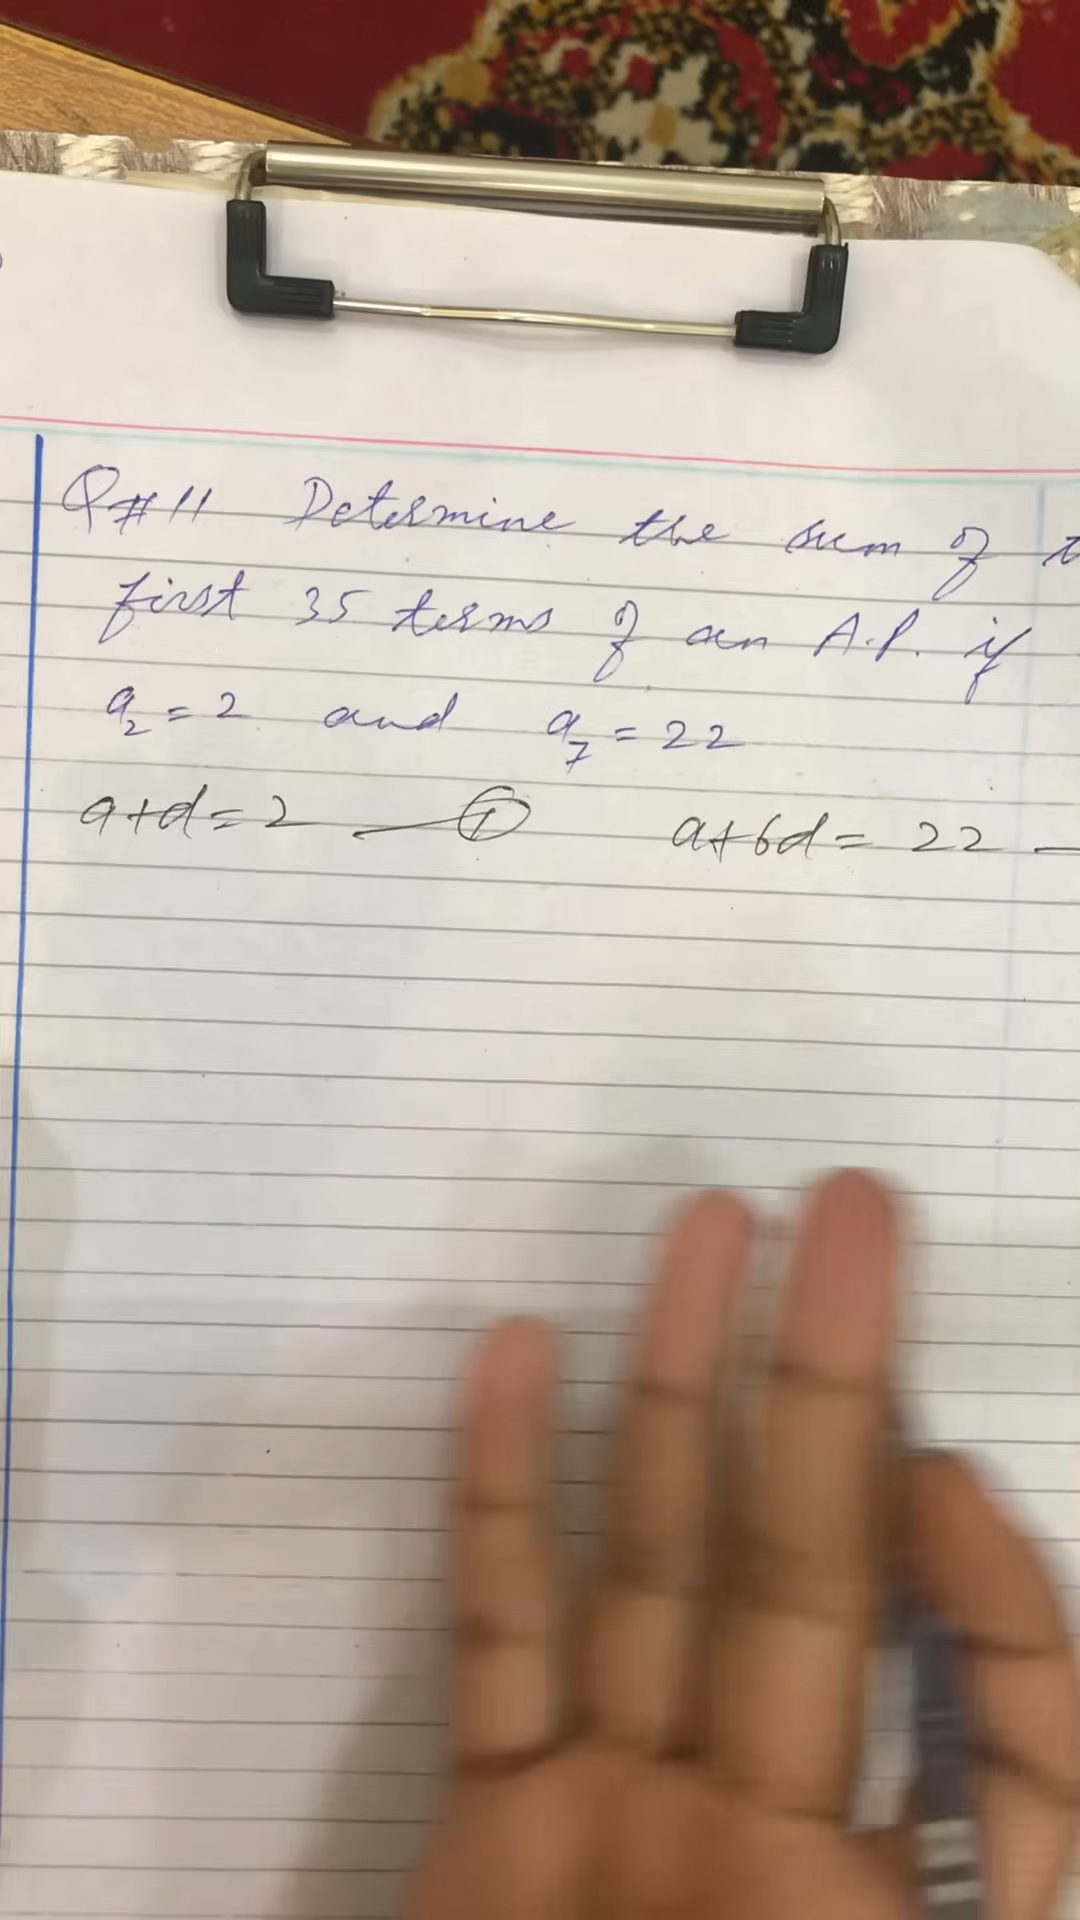 Q#11 Determine the sum of
first 35 terms of an A.P. if
a₂ = 2 and a₇ = 22
a+d=2 — ① a+6d= 22 —